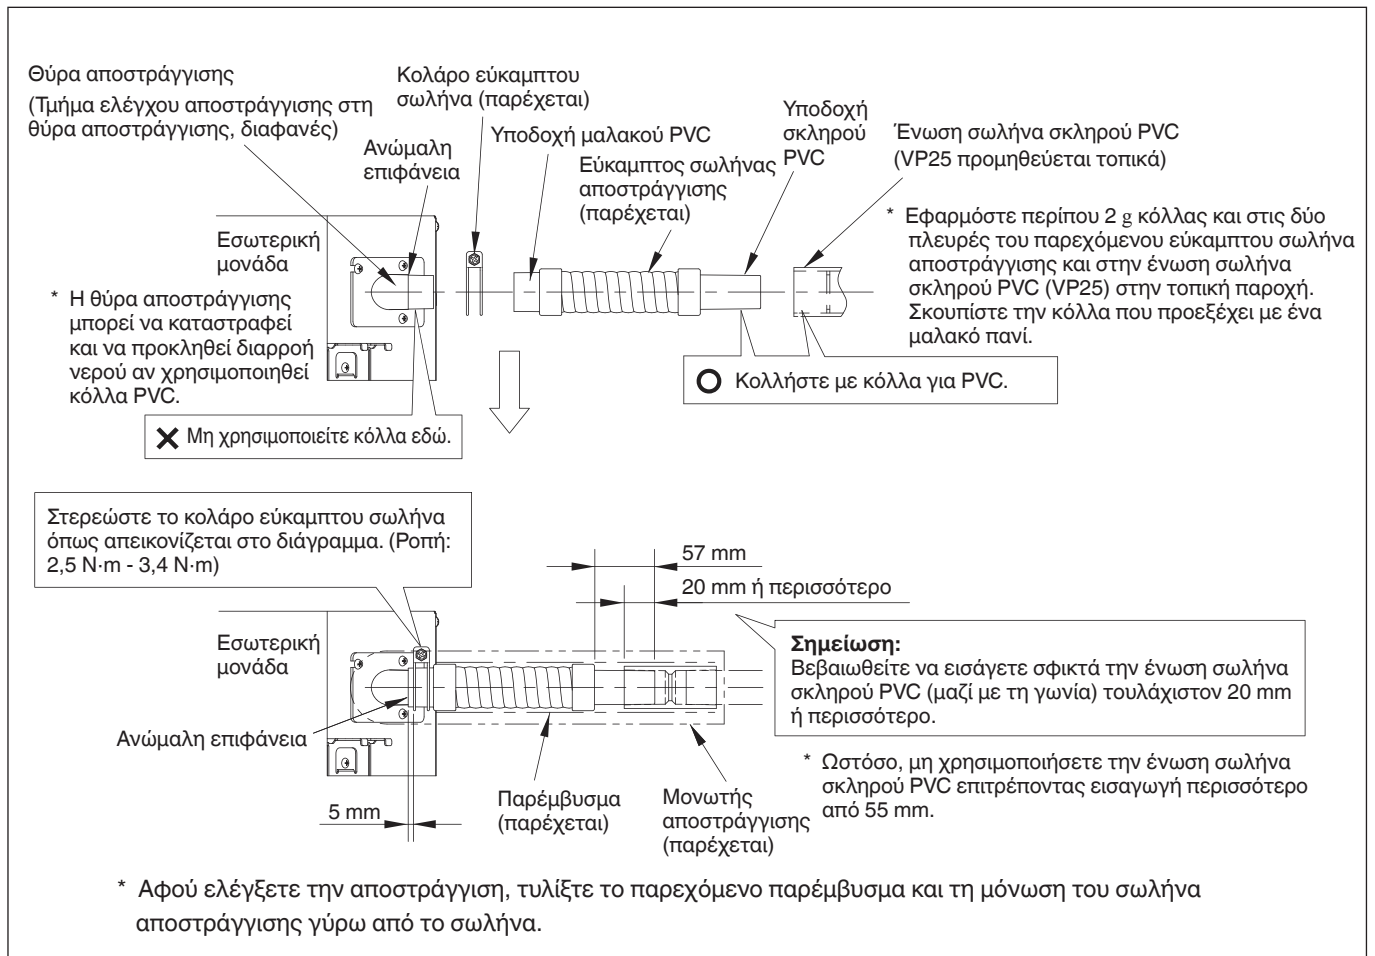 Θύρα αποστράγγισης
(Τμήμα ελέγχου αποστράγγισης στη
θύρα αποστράγγισης, διαφανές)
Κολάρο εύκαμπτου
σωλήνα (παρέχεται)
Ανώμαλη
επιφάνεια
Υποδοχή μαλακού PVC
Εύκαμπτος σωλήνας
αποστράγγισης
(παρέχεται)
Υποδοχή
σκληρού
PVC
Ένωση σωλήνα σκληρού PVC
(VP25 προμηθεύεται τοπικά)
* Εφαρμόστε περίπου 2 g κόλλας και στις δύο
πλευρές του παρεχόμενου εύκαμπτου σωλήνα
αποστράγγισης και στην ένωση σωλήνα
σκληρού PVC (VP25) στην τοπική παροχή.
Σκουπίστε την κόλλα που προεξέχει με ένα
μαλακό πανί.
Εσωτερική
μονάδα
* Η θύρα αποστράγγισης
μπορεί να καταστραφεί
και να προκληθεί διαρροή
νερού αν χρησιμοποιηθεί
κόλλα PVC.
Κολλήστε με κόλλα για PVC.
Μη χρησιμοποιείτε κόλλα εδώ.
Στερεώστε το κολάρο εύκαμπτου σωλήνα
όπως απεικονίζεται στο διάγραμμα. (Ροπή:
2,5 N·m - 3,4 N·m)
57 mm
20 mm ή περισσότερο
Εσωτερική
μονάδα
Σημείωση:
Βεβαιωθείτε να εισάγετε σφικτά την ένωση σωλήνα
σκληρού PVC (μαζί με τη γωνία) τουλάχιστον 20 mm
ή περισσότερο.
Ανώμαλη επιφάνεια
* Ωστόσο, μη χρησιμοποιήσετε την ένωση σωλήνα
σκληρού PVC επιτρέποντας εισαγωγή περισσότερο
από 55 mm.
5 mm
Παρέμβυσμα
(παρέχεται)
Μονωτής
αποστράγγισης
(παρέχεται)
* Αφού ελέγξετε την αποστράγγιση, τυλίξτε το παρεχόμενο παρέμβυσμα και τη μόνωση του σωλήνα
αποστράγγισης γύρω από το σωλήνα.